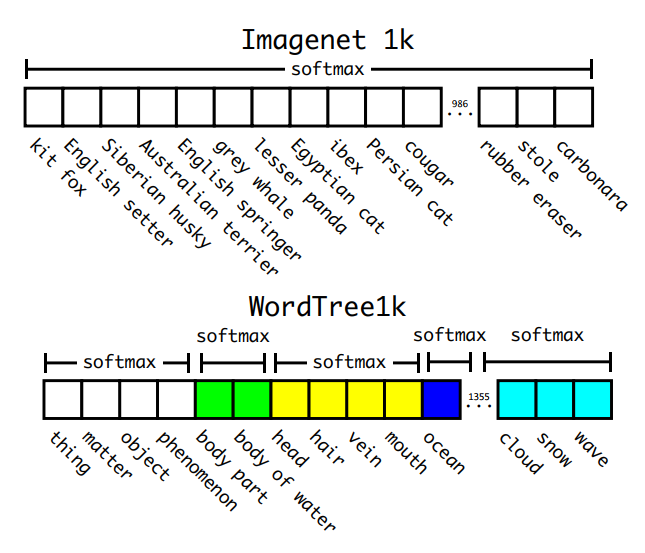 Imagenet 1k
softmax
986
...
kit fox
English setter
Siberian husky
Australian terrier
English springer
grey whale
lesser panda
Egyptian cat
ibex
Persian cat
cougar
rubber eraser
stole
carbonara
WordTree1k
softmax
softmax
softmax
softmax
softmax
1355
...
thing
matter
object
phenomenon
body part
body of water
head
hair
vein
mouth
ocean
cloud
snow
wave